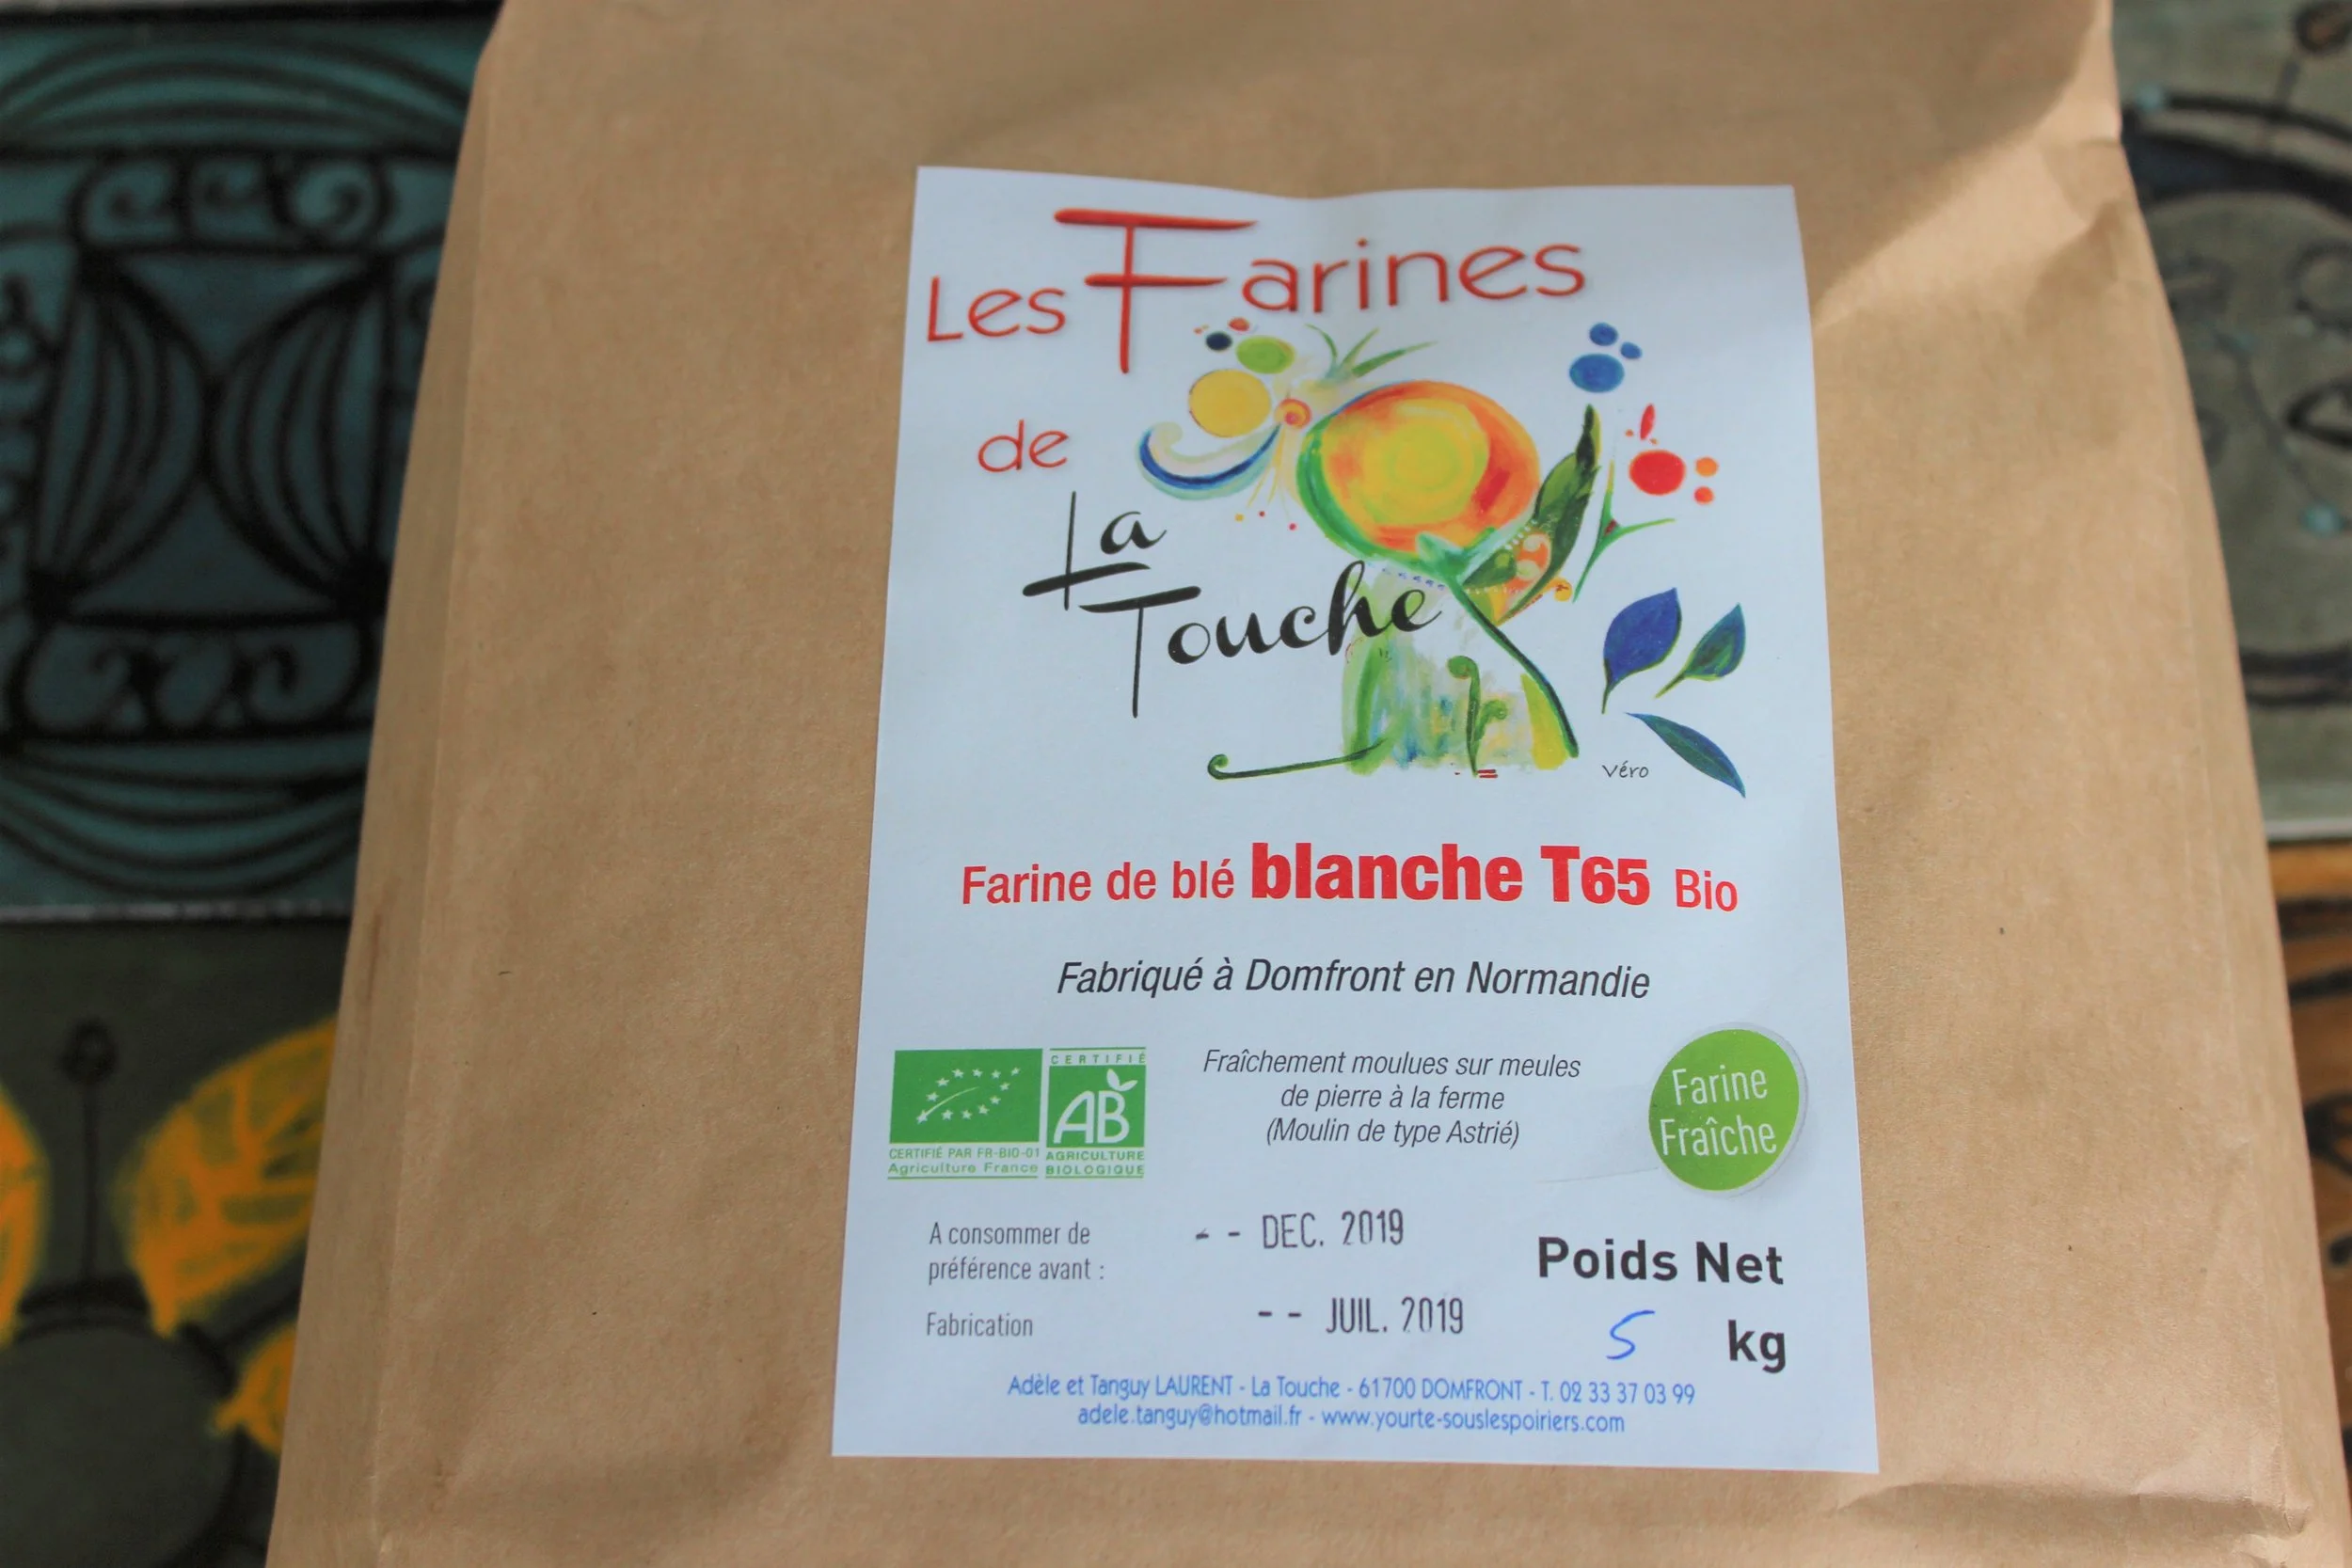 Les Farines
de
La
Touche
Véro
Farine de blé blanche T65 Bio
Fabriqué à Domfront en Normandie
CERTIFIÉ
AB
CERTIFIÉ PAR FR-BIO-01
Agriculture France
AGRICULTURE
BIOLOGIQUE
Fraîchement moulues sur meules
de pierre à la ferme
(Moulin de type Astrié)
Farine
Fraîche
A consommer de
préférence avant :
- - DEC. 2019
Fabrication
- - JUIL. 2019
Poids Net
5 kg
Adèle et Tanguy LAURENT - La Touche - 61700 DOMFRONT - T. 02 33 37 03 99
adele.tanguy@hotmail.fr - www.yourte-souslespoiriers.com